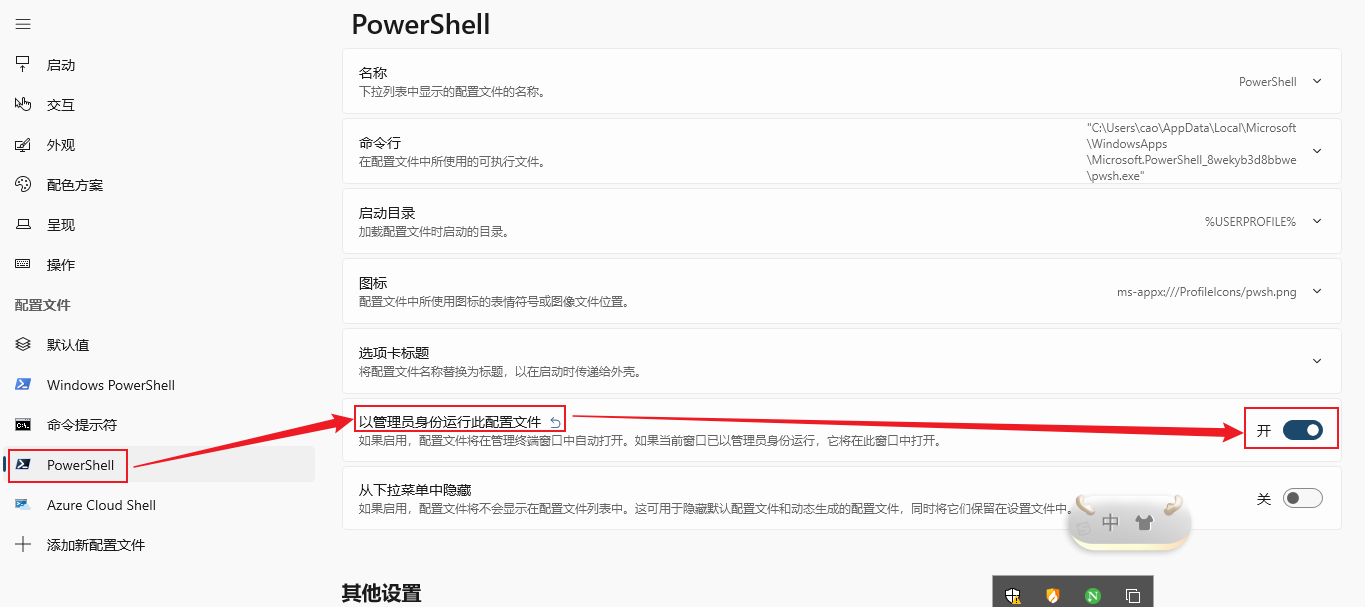 PowerShell
启动
交互
外观
配色方案
呈现
操作
配置文件
默认值
Windows PowerShell
命令提示符
PowerShell
Azure Cloud Shell
添加新配置文件
名称
下拉列表中显示的配置文件的名称。
PowerShell
命令行
在配置文件中所使用的可执行文件。
"C:\Users\cao\AppData\Local\Microsoft
\WindowsApps
\Microsoft.PowerShell_8wekyb3d8bbwe
\pwsh.exe"
启动目录
加载配置文件时启动的目录。
%USERPROFILE%
图标
配置文件中所使用图标的表情符号或图像文件位置。
ms-appx:///ProfileIcons/pwsh.png
选项卡标题
将配置文件名称替换为标题，以在启动时传递给外壳。
以管理员身份运行此配置文件
如果启用，配置文件将在管理终端窗口中自动打开。如果当前窗口已以管理员身份运行，它将在此窗口中打开。
开
从下拉菜单中隐藏
如果启用，配置文件将不会显示在配置文件列表中。这可用于隐藏默认配置文件和动态生成的配置文件，同时将它们保留在设置文件中。
关
中
其他设置